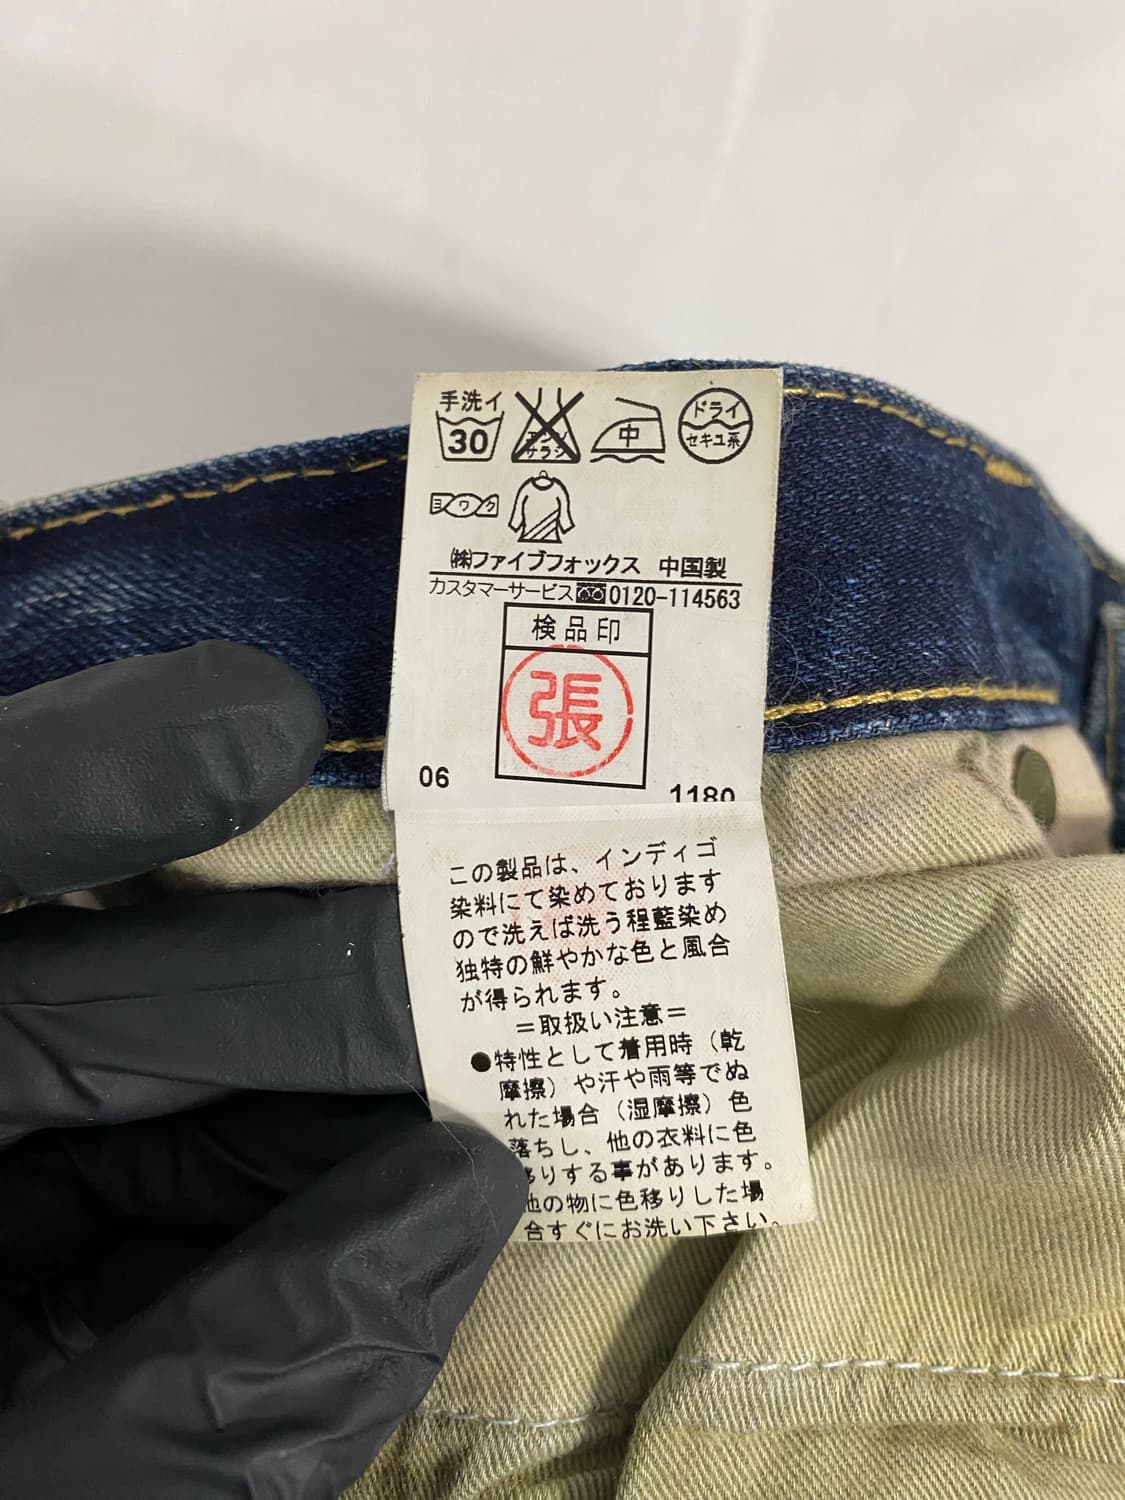 手洗イ
30
エンソ
サラシ
中
ドライ
セキユ系
ヨワク
㈱ファイブフォックス 中国製
カスタマーサービス 0120-114563
検品印
張
06
1180
この製品は、インディゴ
染料にて染めております
ので洗えば洗う程藍染め
独特の鮮やかな色と風合
が得られます。
=取扱い注意=
●特性として着用時(乾
摩擦)や汗や雨等でぬ
れた場合(湿摩擦)色
落ちし、他の衣料に色
移りする事があります。
他の物に色移りした場
合すぐにお洗い下さい。